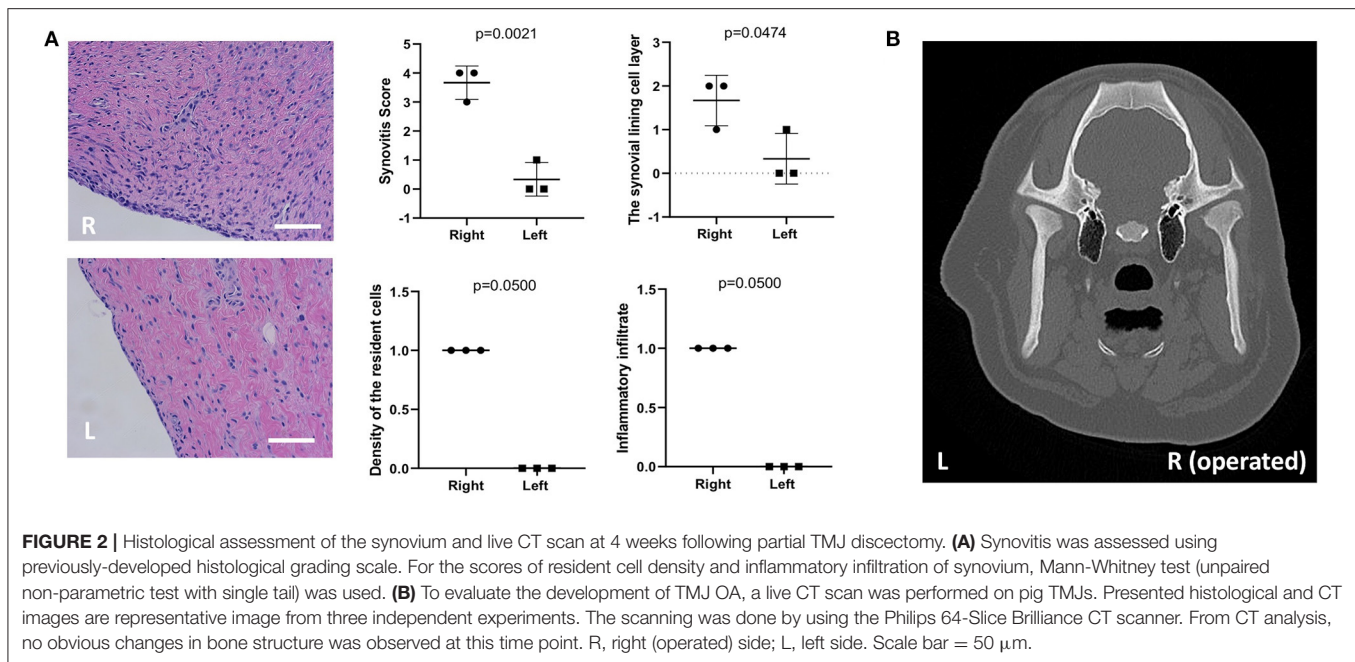 A
R
L
p=0.0021
Synovitis Score
5
4
3
2
1
0
-1
Right Left
p=0.0474
The synovial lining cell layer
3
2
1
0
-1
Right Left
p=0.0500
Density of the resident cells
1.5
1.0
0.5
0.0
Right Left
p=0.0500
Inflammatory infiltrate
1.5
1.0
0.5
0.0
Right Left
B
L R (operated)
FIGURE 2 | Histological assessment of the synovium and live CT scan at 4 weeks following partial TMJ discectomy. (A) Synovitis was assessed using
previously-developed histological grading scale. For the scores of resident cell density and inflammatory infiltration of synovium, Mann-Whitney test (unpaired
non-parametric test with single tail) was used. (B) To evaluate the development of TMJ OA, a live CT scan was performed on pig TMJs. Presented histological and CT
images are representative image from three independent experiments. The scanning was done by using the Philips 64-Slice Brilliance CT scanner. From CT analysis,
no obvious changes in bone structure was observed at this time point. R, right (operated) side; L, left side. Scale bar = 50 μm.